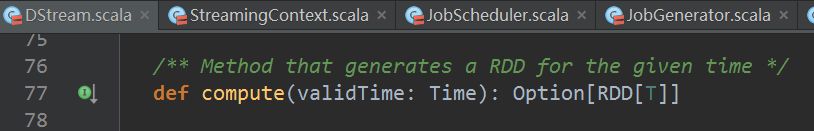 DStream.scala × StreamingContext.scala × JobScheduler.scala × JobGenerator.scala ×
75
76 /** Method that generates a RDD for the given time */
77 def compute(validTime: Time): Option[RDD[T]]
78